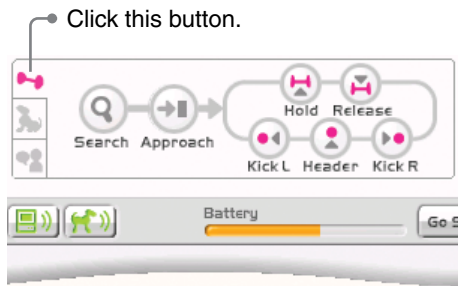 Click this button.
Hold Release
Search Approach
Kick L Header Kick R
Battery
Go S